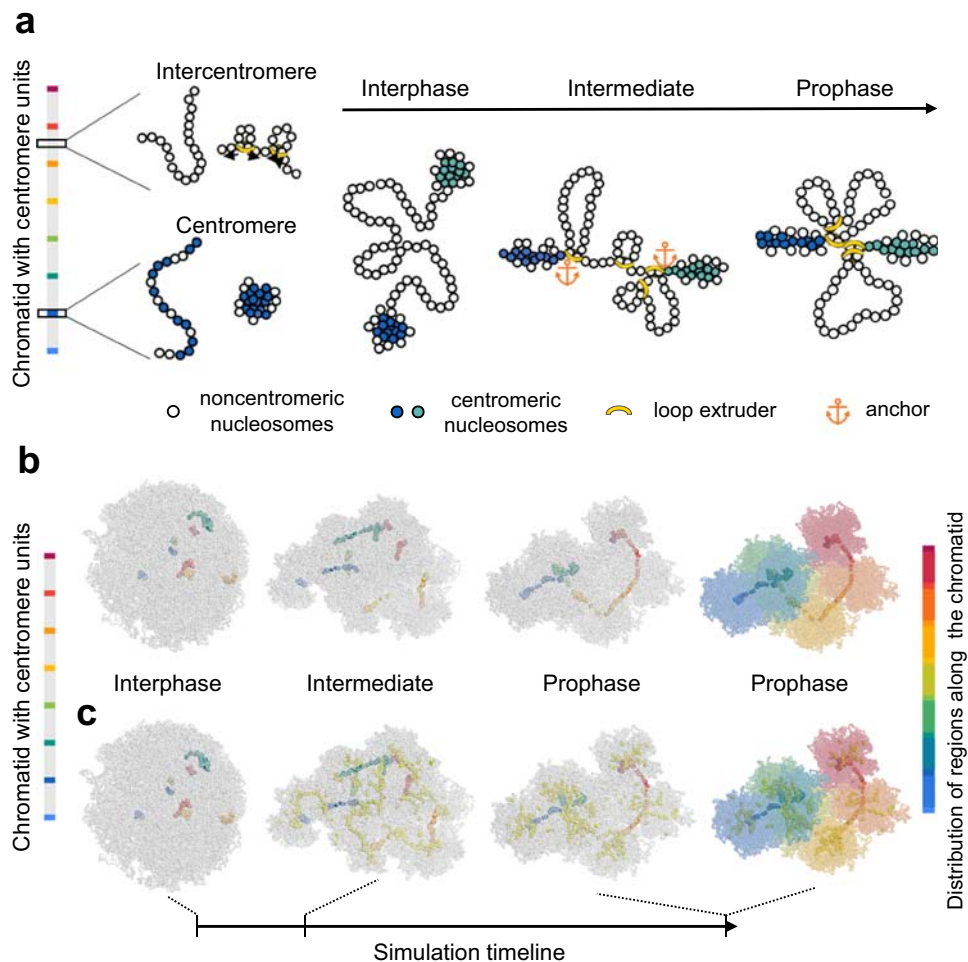 a
Chromatid with centromere units
Intercentromere
Centromere
Interphase
Intermediate
Prophase
noncentromeric
nucleosomes
centromeric
nucleosomes
loop extruder
anchor
b
Chromatid with centromere units
Interphase
Intermediate
Prophase
Prophase
c
Distribution of regions along the chromatid
Simulation timeline